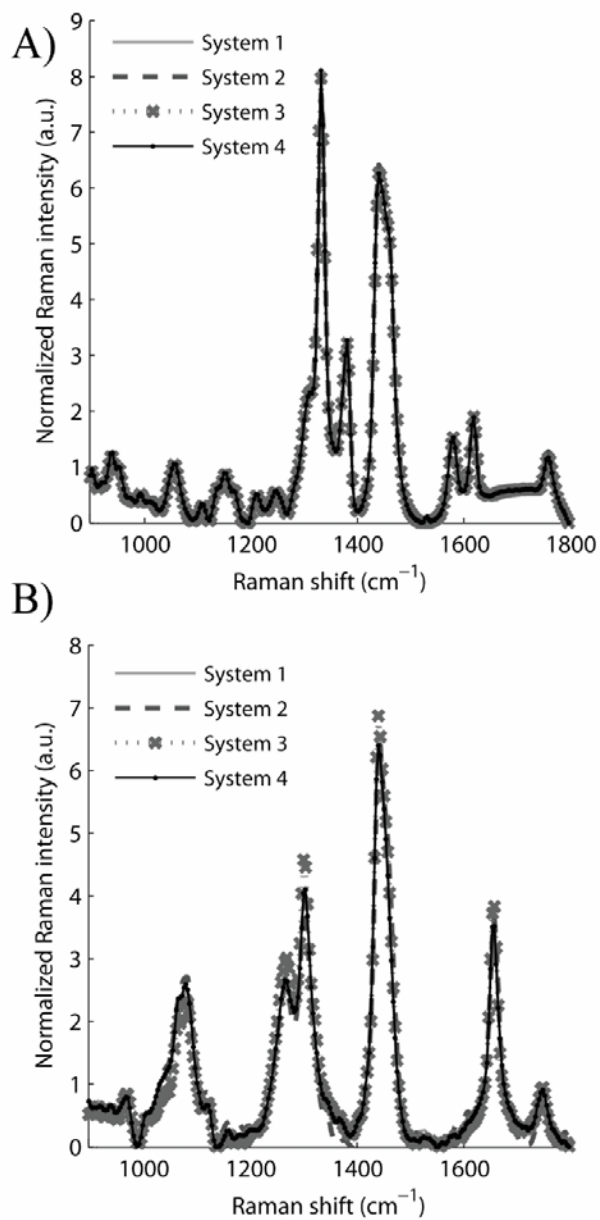 A)
Normalized Raman intensity (a.u.)
9
8
7
6
5
4
3
2
1
0
System 1
System 2
System 3
System 4
1000 1200 1400 1600 1800
Raman shift (cm⁻¹)
B)
Normalized Raman intensity (a.u.)
8
7
6
5
4
3
2
1
0
System 1
System 2
System 3
System 4
1000 1200 1400 1600
Raman shift (cm⁻¹)